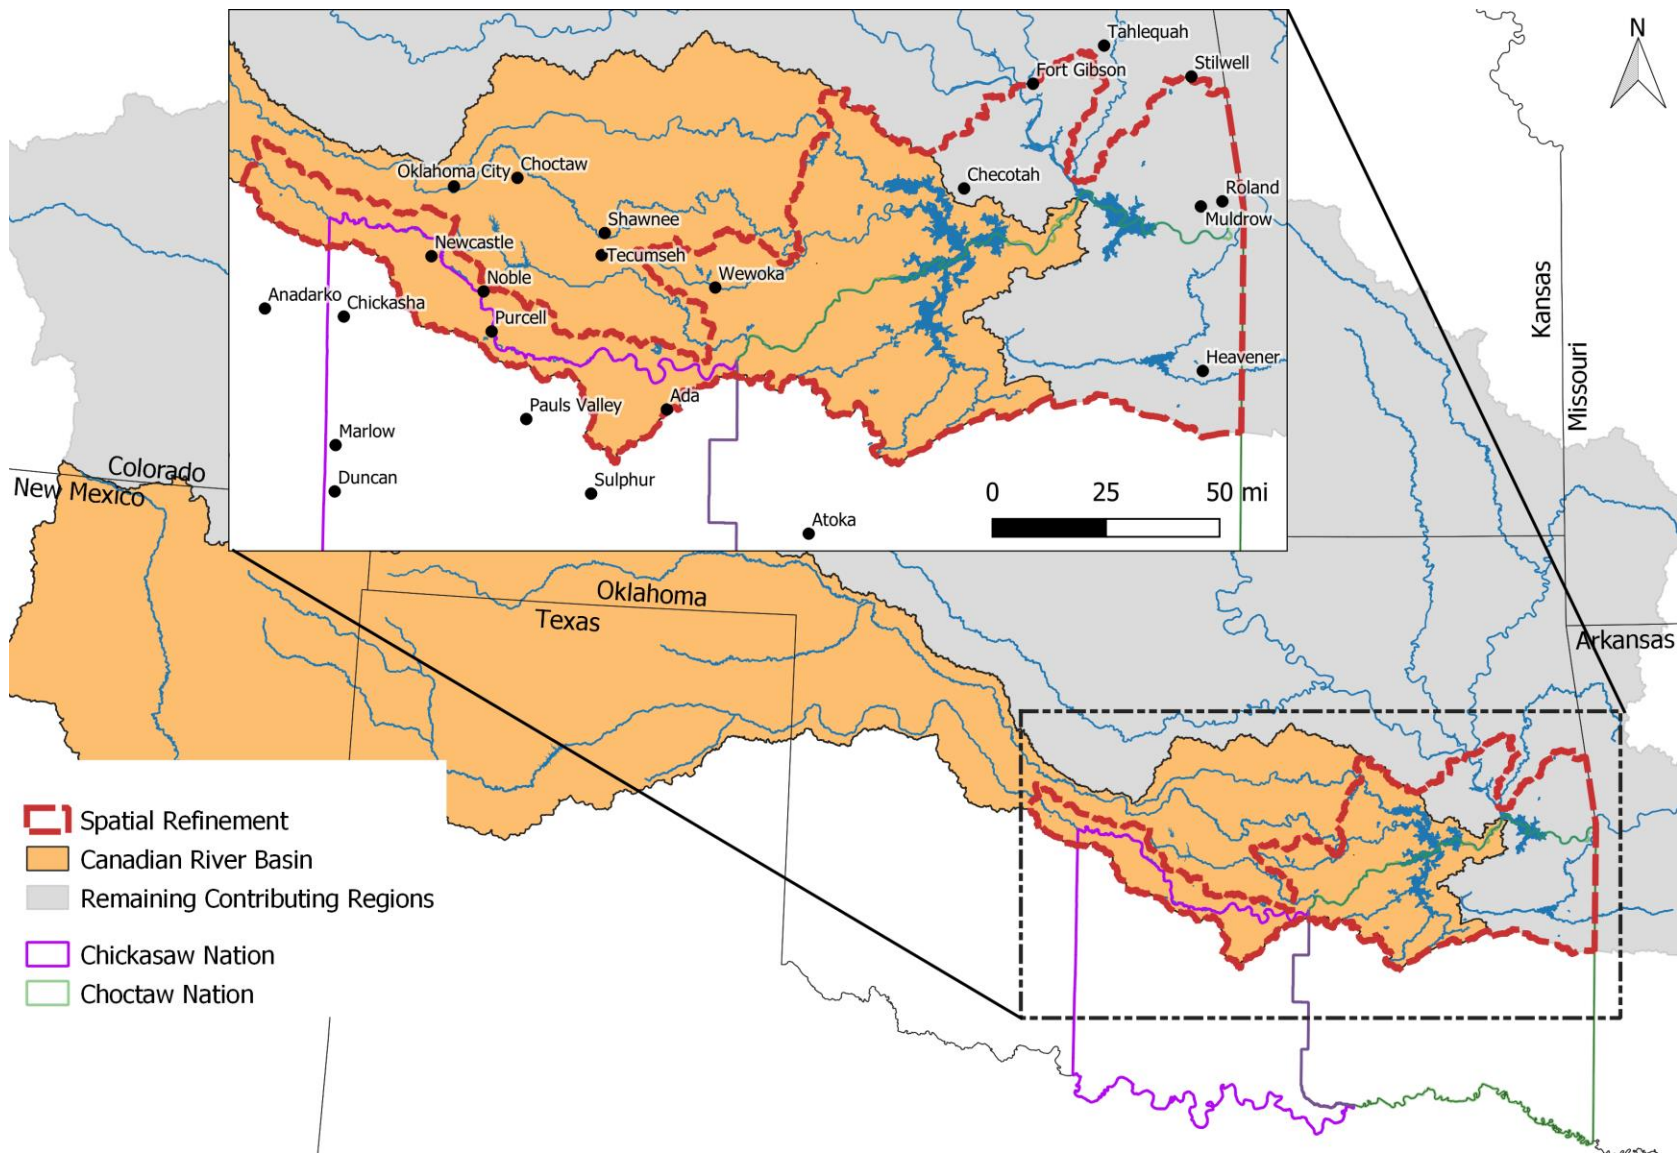 N
Tahlequah
Fort Gibson
Stilwell
Oklahoma City
Choctaw
Checotah
Roland
Muldrow
Shawnee
Tecumseh
Newcastle
Noble
Wewoka
Anadarko
Chickasha
Purcell
Heavener
Pauls Valley
Ada
Marlow
Duncan
Sulphur
Atoka
0 25 50 mi
Kansas
Missouri
Colorado
New Mexico
Oklahoma
Texas
Arkansas
Spatial Refinement
Canadian River Basin
Remaining Contributing Regions
Chickasaw Nation
Choctaw Nation